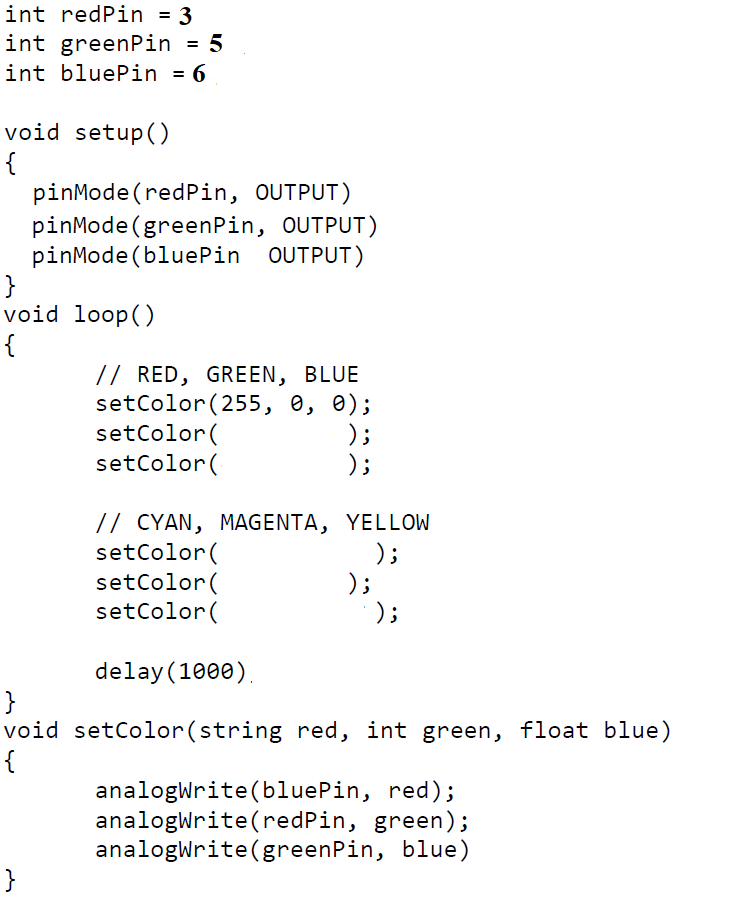 int redPin = 3
int greenPin = 5
int bluePin = 6

void setup()
{
  pinMode(redPin, OUTPUT)
  pinMode(greenPin, OUTPUT)
  pinMode(bluePin  OUTPUT)
}
void loop()
{
       // RED, GREEN, BLUE
       setColor(255, 0, 0);
       setColor(         );
       setColor(         );

       // CYAN, MAGENTA, YELLOW
       setColor(           );
       setColor(         );
       setColor(           );

       delay(1000)
}
void setColor(string red, int green, float blue)
{
       analogWrite(bluePin, red);
       analogWrite(redPin, green);
       analogWrite(greenPin, blue)
}